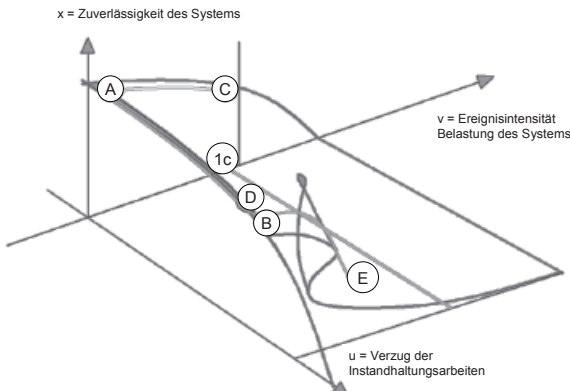 x = Zuverlässigkeit des Systems
A
C
v = Ereignisintensität
Belastung des Systems
1c
D
B
E
u = Verzug der
Instandhaltungsarbeiten